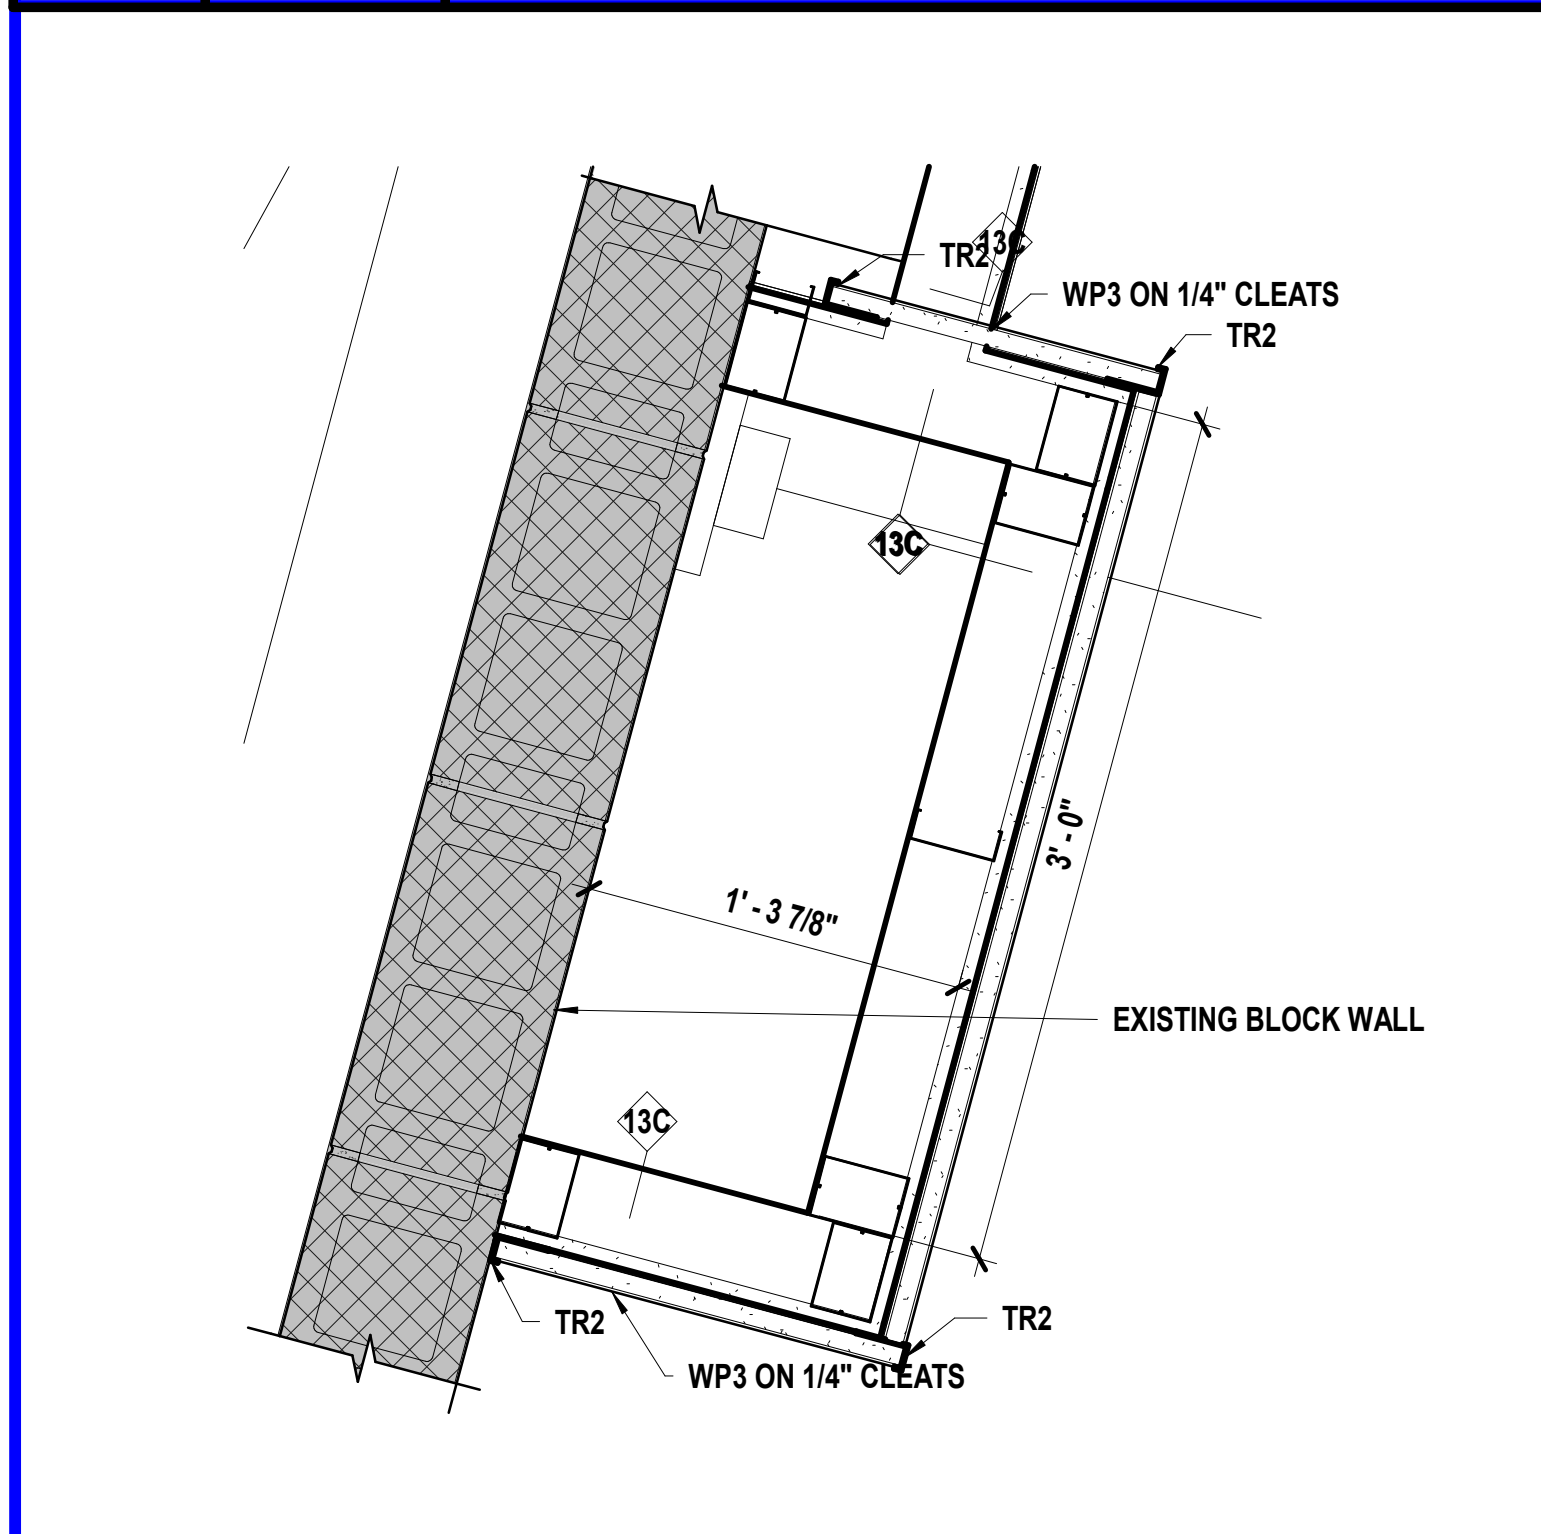 13C
TR2
WP3 ON 1/4" CLEATS
TR2
13C
3' - 0"
1' - 3 7/8"
EXISTING BLOCK WALL
13C
TR2
TR2
WP3 ON 1/4" CLEATS